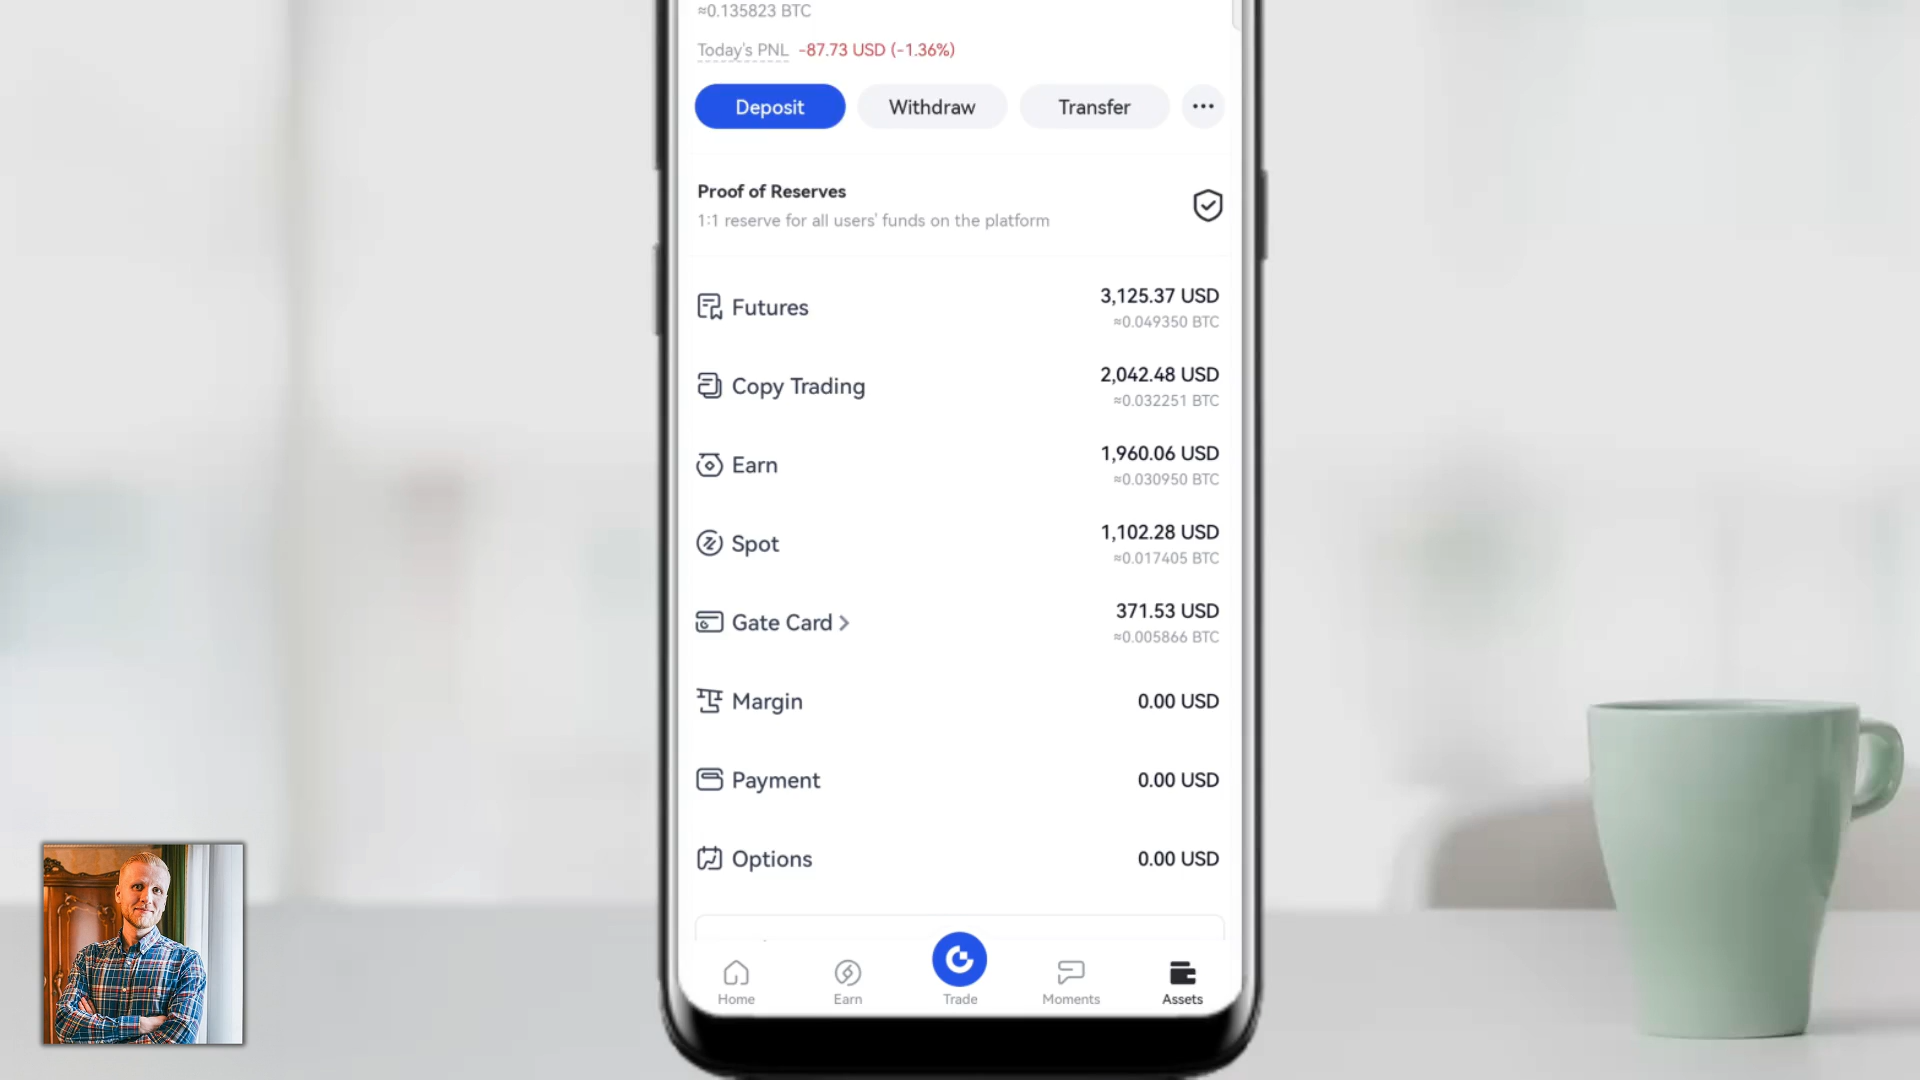 ≈0.135823 BTC
Today's PNL -87.73 USD (-1.36%)
Deposit Withdraw Transfer
Proof of Reserves
1:1 reserve for all users' funds on the platform
Futures 3,125.37 USD
≈0.049350 BTC
Copy Trading 2,042.48 USD
≈0.032251 BTC
Earn 1,960.06 USD
≈0.030950 BTC
Spot 1,102.28 USD
≈0.017405 BTC
Gate Card 371.53 USD
≈0.005866 BTC
Margin 0.00 USD
Payment 0.00 USD
Options 0.00 USD
Home Earn Trade Moments Assets